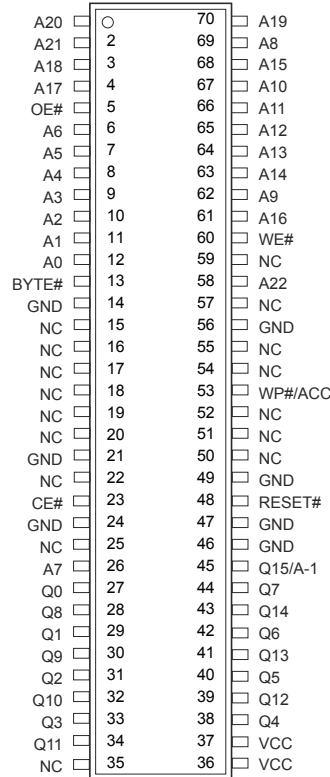 A20 70 A19
A21 2 69 A8
A18 3 68 A15
A17 4 67 A10
OE# 5 66 A11
A6 6 65 A12
A5 7 64 A13
A4 8 63 A14
A3 9 62 A9
A2 10 61 A16
A1 11 60 WE#
A0 12 59 NC
BYTE# 13 58 A22
GND 14 57 NC
NC 15 56 GND
NC 16 55 NC
NC 17 54 NC
NC 18 53 WP#/ACC
NC 19 52 NC
NC 20 51 NC
GND 21 50 NC
NC 22 49 GND
CE# 23 48 RESET#
GND 24 47 GND
NC 25 46 GND
A7 26 45 Q15/A-1
Q0 27 44 Q7
Q8 28 43 Q14
Q1 29 42 Q6
Q9 30 41 Q13
Q2 31 40 Q5
Q10 32 39 Q12
Q3 33 38 Q4
Q11 34 37 VCC
NC 35 36 VCC